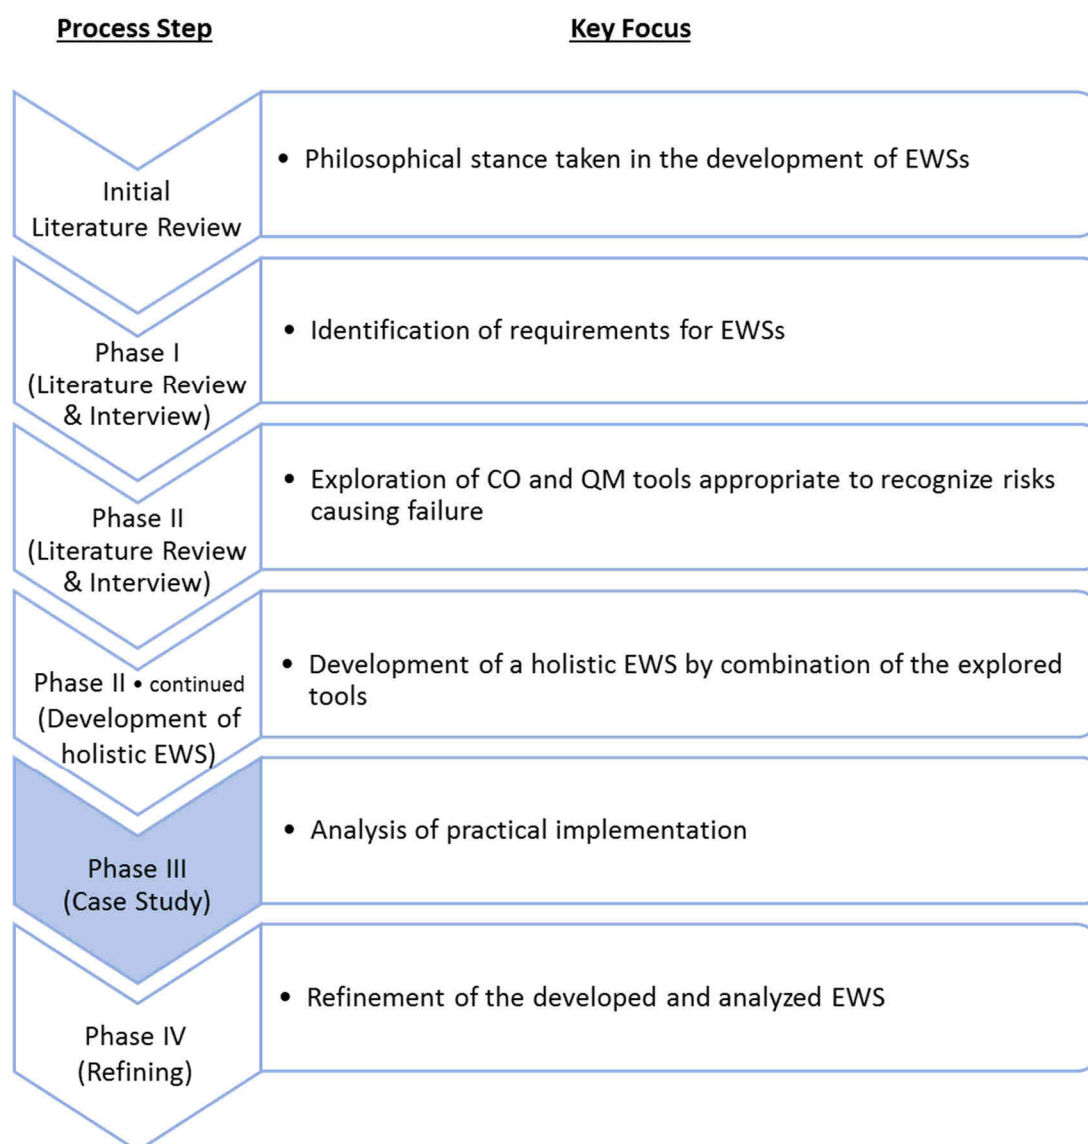 Process Step
Key Focus
Initial
Literature Review
• Philosophical stance taken in the development of EWSs
Phase I
(Literature Review
& Interview)
• Identification of requirements for EWSs
Phase II
(Literature Review
& Interview)
• Exploration of CO and QM tools appropriate to recognize risks
causing failure
Phase II • continued
(Development of
holistic EWS)
• Development of a holistic EWS by combination of the explored
tools
Phase III
(Case Study)
• Analysis of practical implementation
Phase IV
(Refining)
• Refinement of the developed and analyzed EWS